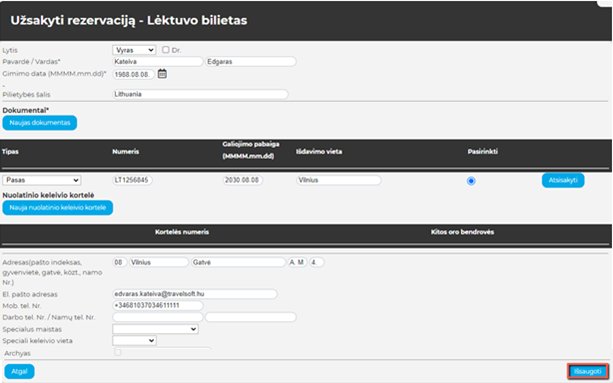 Užsakyti rezervaciją - Lėktuvo bilietas
Lytis Vyras Dr.
Pavardė / Vardas* Kateiva Edgaras
Gimimo data (MMMM.mm.dd)* 1988.08.08.
-
Pilietybės šalis Lithuania
Dokumentai*
Naujas dokumentas
Tipas Numeris Galiojimo pabaiga (MMMM.mm.dd) Išdavimo vieta Pasirinkti
Pasas LT1256845 2030.08.08 Vilnius Atsisakyti
Nuolatinio keleivio kortelė
Nauja nuolatinio keleivio kortelė
Kortelės numeris Kitos oro bendrovės
Adresas(pašto indeksas, 08 Vilnius Gatvė A. M 4.
gyvenvietė, gatvė, közt., namo
Nr.)
El. pašto adresas edvaras.kateiva@travelsoft.hu
Mob. tel. Nr. +34681037034611111
Darbo tel. Nr. / Namų tel. Nr.
Specialus maistas
Speciali keleivio vieta
Archyas
Atgal Išsaugoti